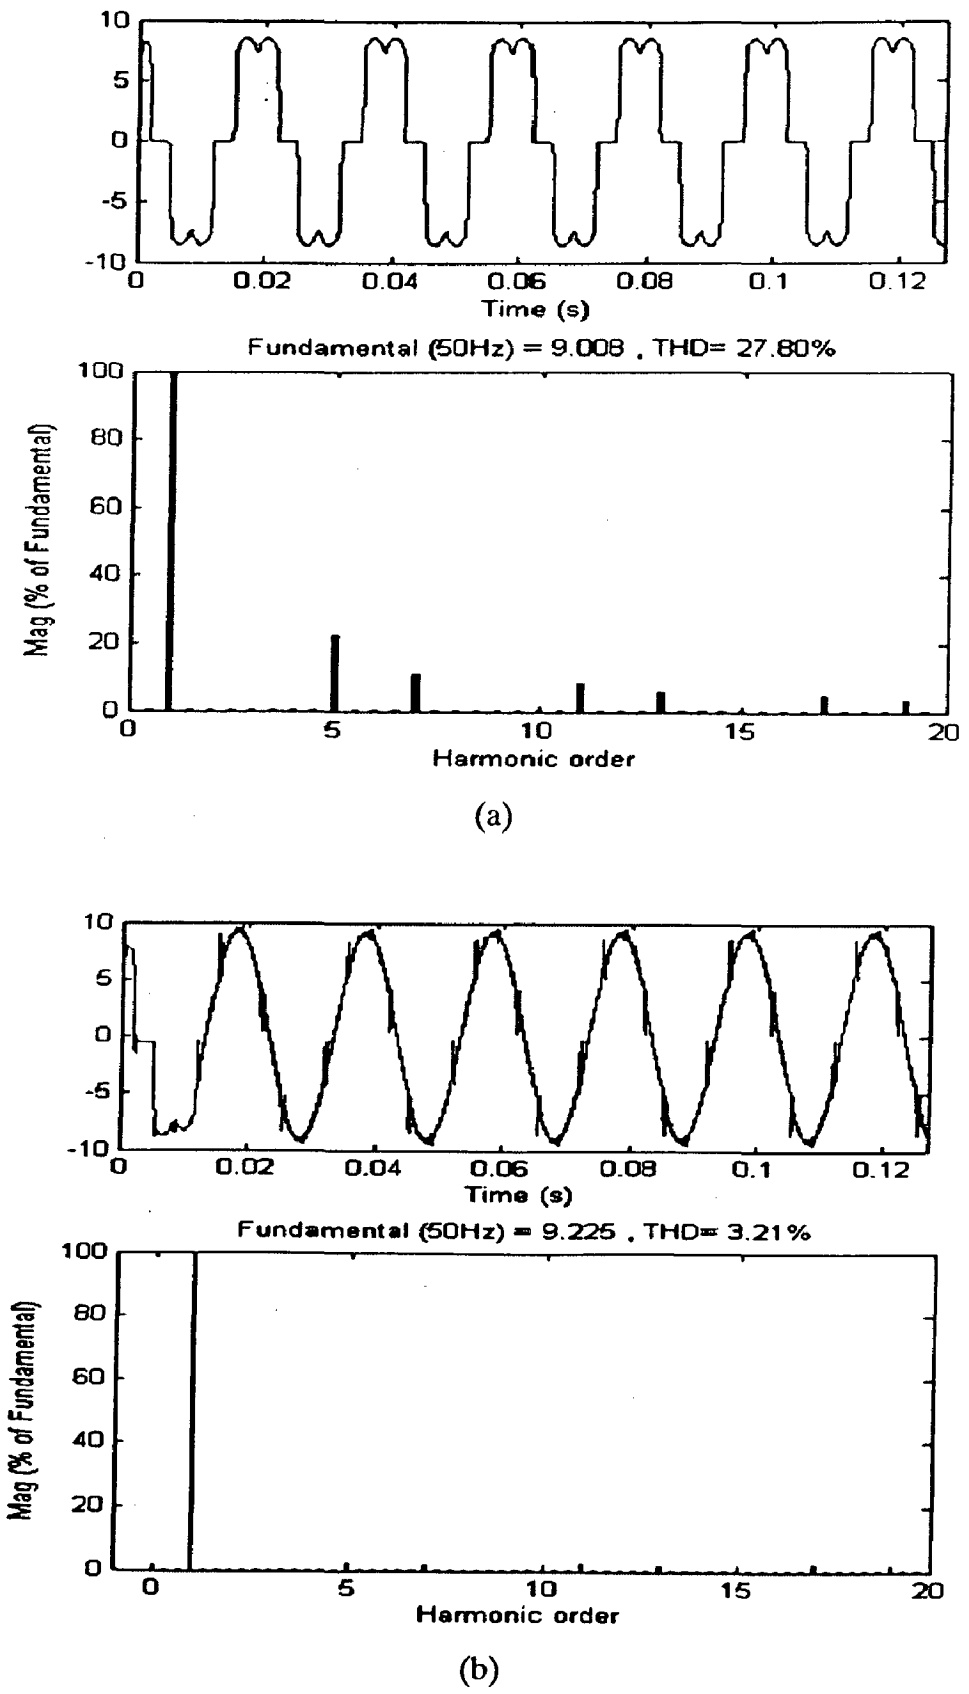 10
5
0
-5
-10
0 0.02 0.04 0.06 0.08 0.1 0.12
Time (s)
Fundamental (50Hz) = 9.008 , THD= 27.80%
Mag (% of Fundamental)
100
80
60
40
20
0
0 5 10 15 20
Harmonic order
(a)
10
5
0
-5
-10
0 0.02 0.04 0.06 0.08 0.1 0.12
Time (s)
Fundamental (50Hz) = 9.225 , THD= 3.21%
Mag (% of Fundamental)
100
80
60
40
20
0
0 5 10 15 20
Harmonic order
(b)